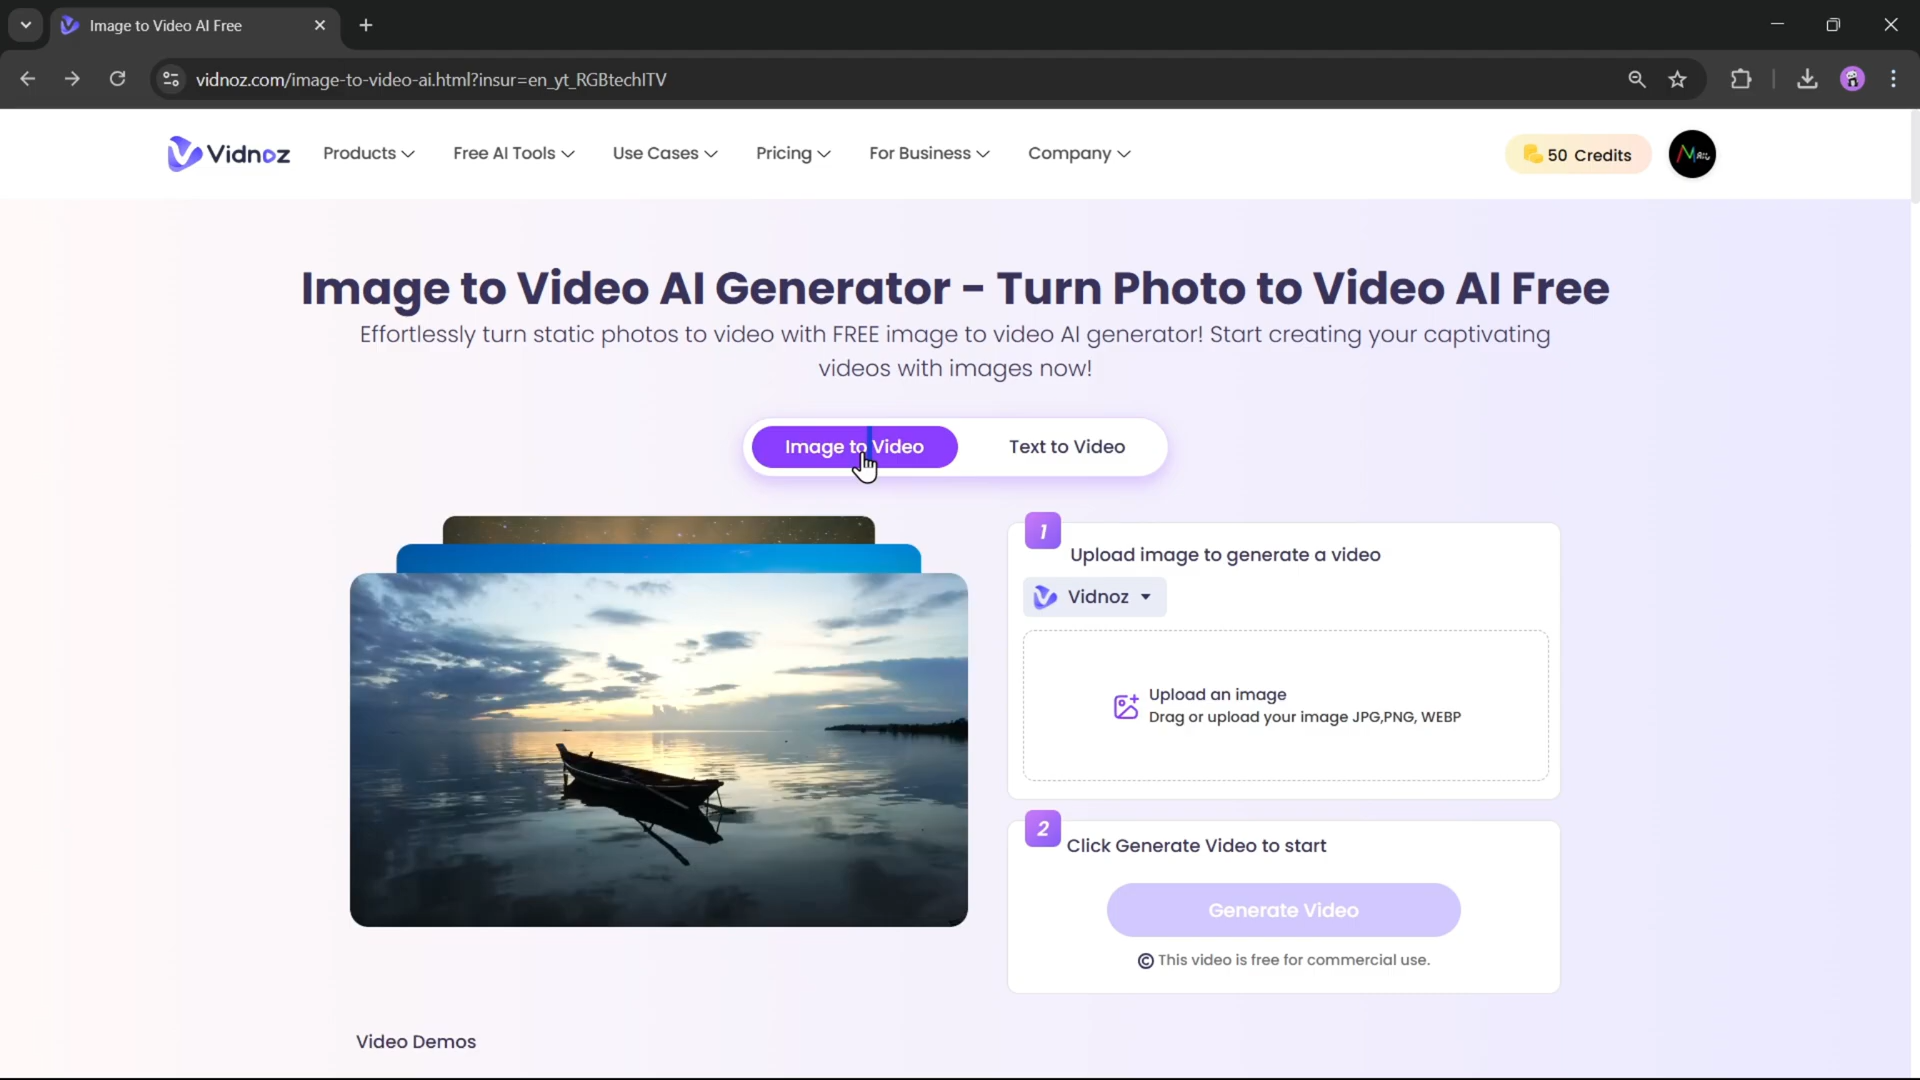 Image to Video AI Free
vidnoz.com/image-to-video-ai.html?insur=en_yt_RGBtechITV
Vidnoz
Products
Free AI Tools
Use Cases
Pricing
For Business
Company
50 Credits
Image to Video AI Generator - Turn Photo to Video AI Free
Effortlessly turn static photos to video with FREE image to video AI generator! Start creating your captivating
videos with images now!
Image to Video
Text to Video
1
Upload image to generate a video
Vidnoz
Upload an image
Drag or upload your image JPG,PNG, WEBP
2
Click Generate Video to start
Generate Video
© This video is free for commercial use.
Video Demos